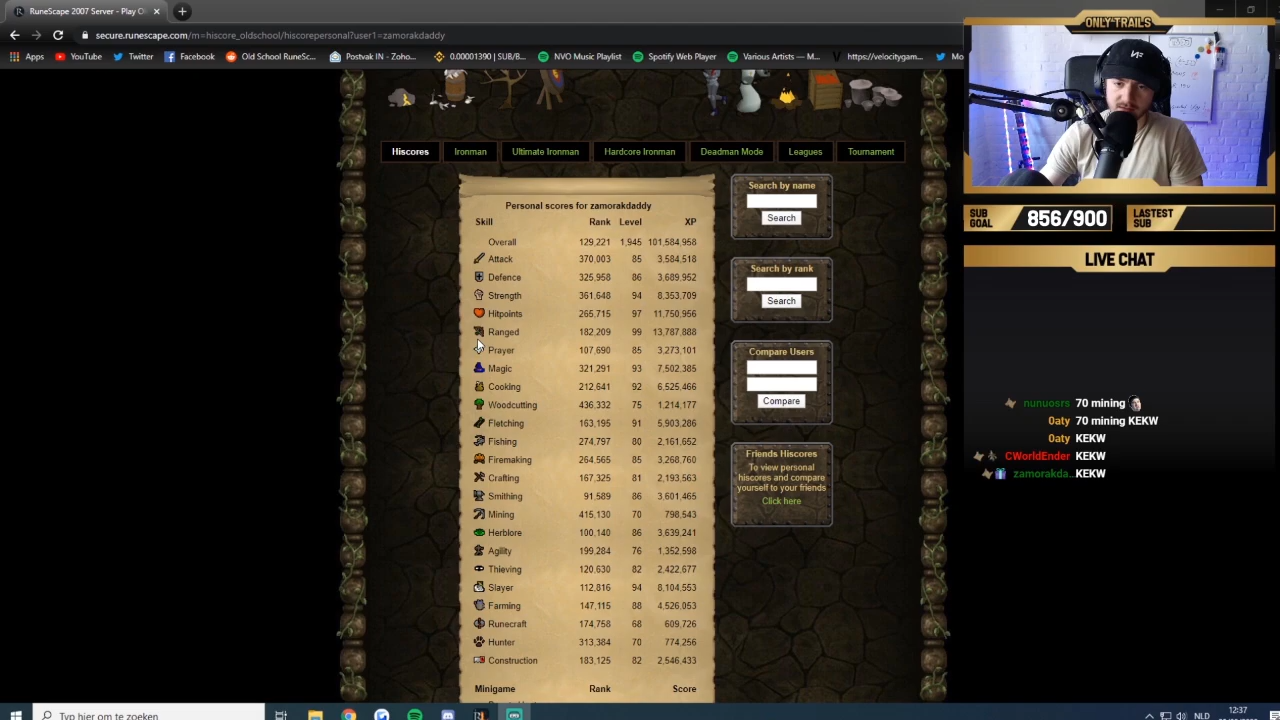 RuneScape 2007 Server - Play O
secure.runescape.com/m=hiscore_oldschool/hiscorepersonal?user1=zamorakdaddy
Apps YouTube Twitter Facebook Old School RuneSc... Postvak IN - Zoho... 0.00001390 | SUB/B... NVO Music Playlist Spotify Web Player Various Artists — M... https://velocitygam... Mo
Hiscores Ironman Ultimate Ironman Hardcore Ironman Deadman Mode Leagues Tournament
Personal scores for zamorakdaddy
Skill Rank Level XP
Overall 129,221 1,945 101,584,958
Attack 370,003 85 3,584,518
Defence 325,958 86 3,689,952
Strength 361,648 94 8,353,709
Hitpoints 265,715 97 11,750,956
Ranged 182,209 99 13,787,888
Prayer 107,690 85 3,273,101
Magic 321,291 93 7,502,385
Cooking 212,641 92 6,525,466
Woodcutting 436,332 75 1,214,177
Fletching 163,195 91 5,903,286
Fishing 274,797 80 2,161,652
Firemaking 264,565 85 3,268,760
Crafting 167,325 81 2,193,563
Smithing 91,589 86 3,601,465
Mining 415,130 70 798,543
Herblore 100,140 86 3,639,241
Agility 199,284 76 1,352,598
Thieving 120,630 82 2,422,677
Slayer 112,816 94 8,104,553
Farming 147,115 88 4,526,053
Runecraft 174,758 68 609,726
Hunter 313,384 70 774,256
Construction 183,125 82 2,546,433
Minigame Rank Score
Search by name
Search
Search by rank
Search
Compare Users
Compare
Friends Hiscores
To view personal
hiscores and compare
yourself to your friends
Click here
ONLYTRAILS
SUB
GOAL
856/900
LASTEST
SUB
LIVE CHAT
nunuosrs 70 mining
0aty 70 mining KEKW
0aty KEKW
CWorldEnder KEKW
zamorakda.. KEKW
Typ hier om te zoeken
NLD
12:37